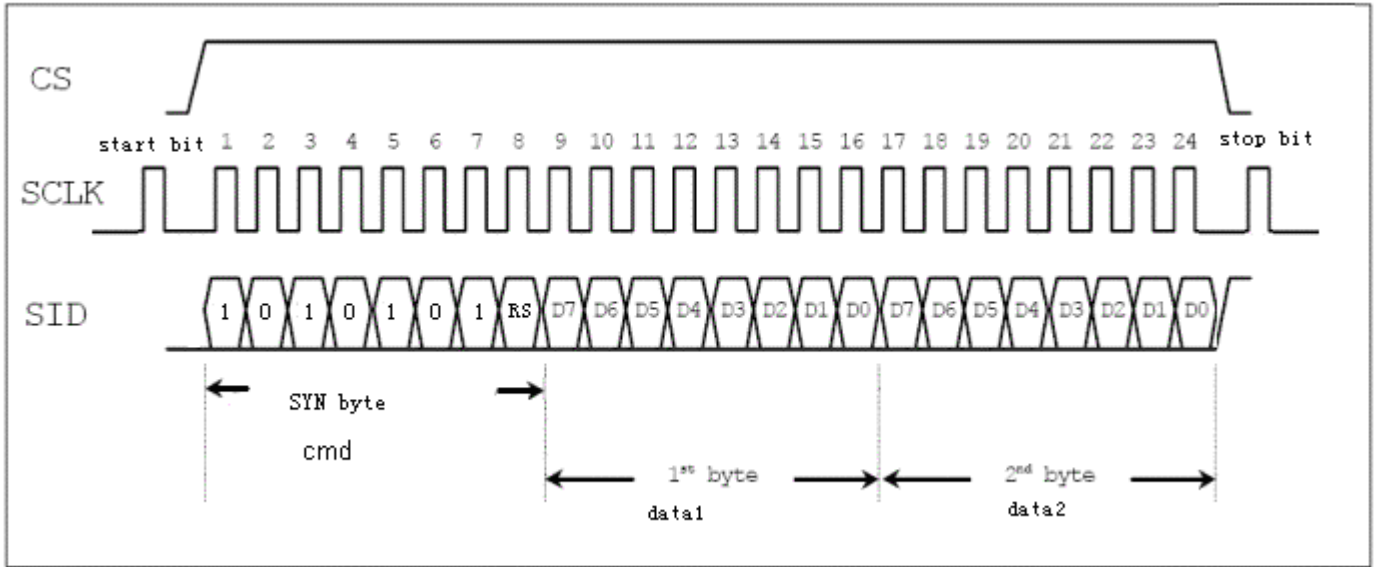 CS
start bit 1 2 3 4 5 6 7 8 9 10 11 12 13 14 15 16 17 18 19 20 21 22 23 24 stop bit
SCLK
SID 1 0 1 0 1 0 1 RS D7 D6 D5 D4 D3 D2 D1 D0 D7 D6 D5 D4 D3 D2 D1 D0
SYN byte
cmd
1st byte 2nd byte
data1 data2